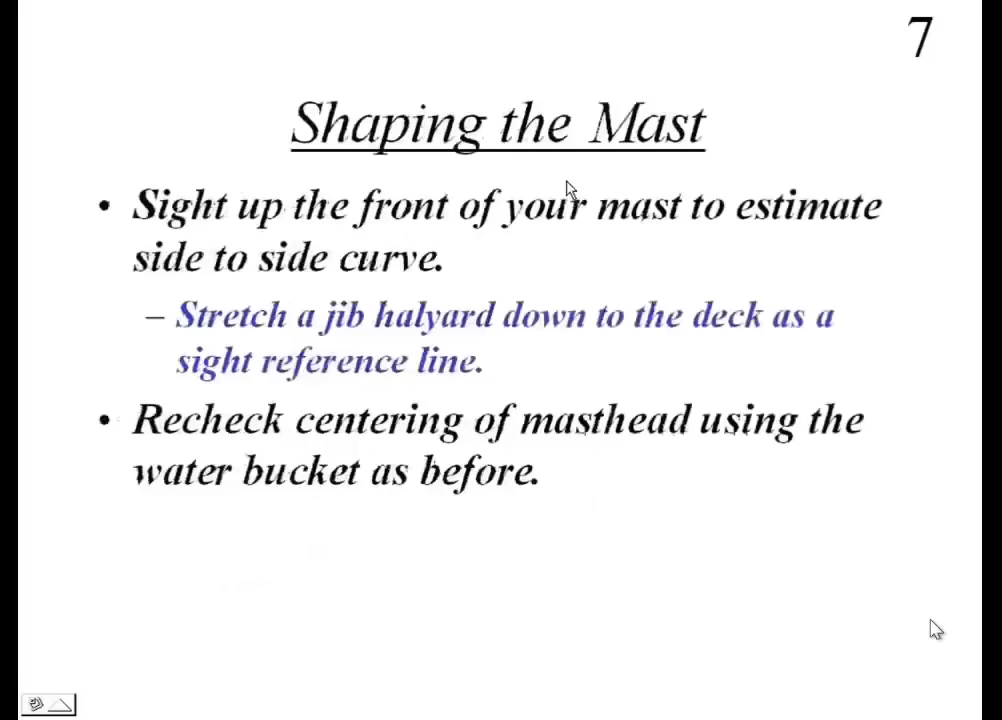 7
Shaping the Mast
• Sight up the front of your mast to estimate
side to side curve.
– Stretch a jib halyard down to the deck as a
sight reference line.
• Recheck centering of masthead using the
water bucket as before.